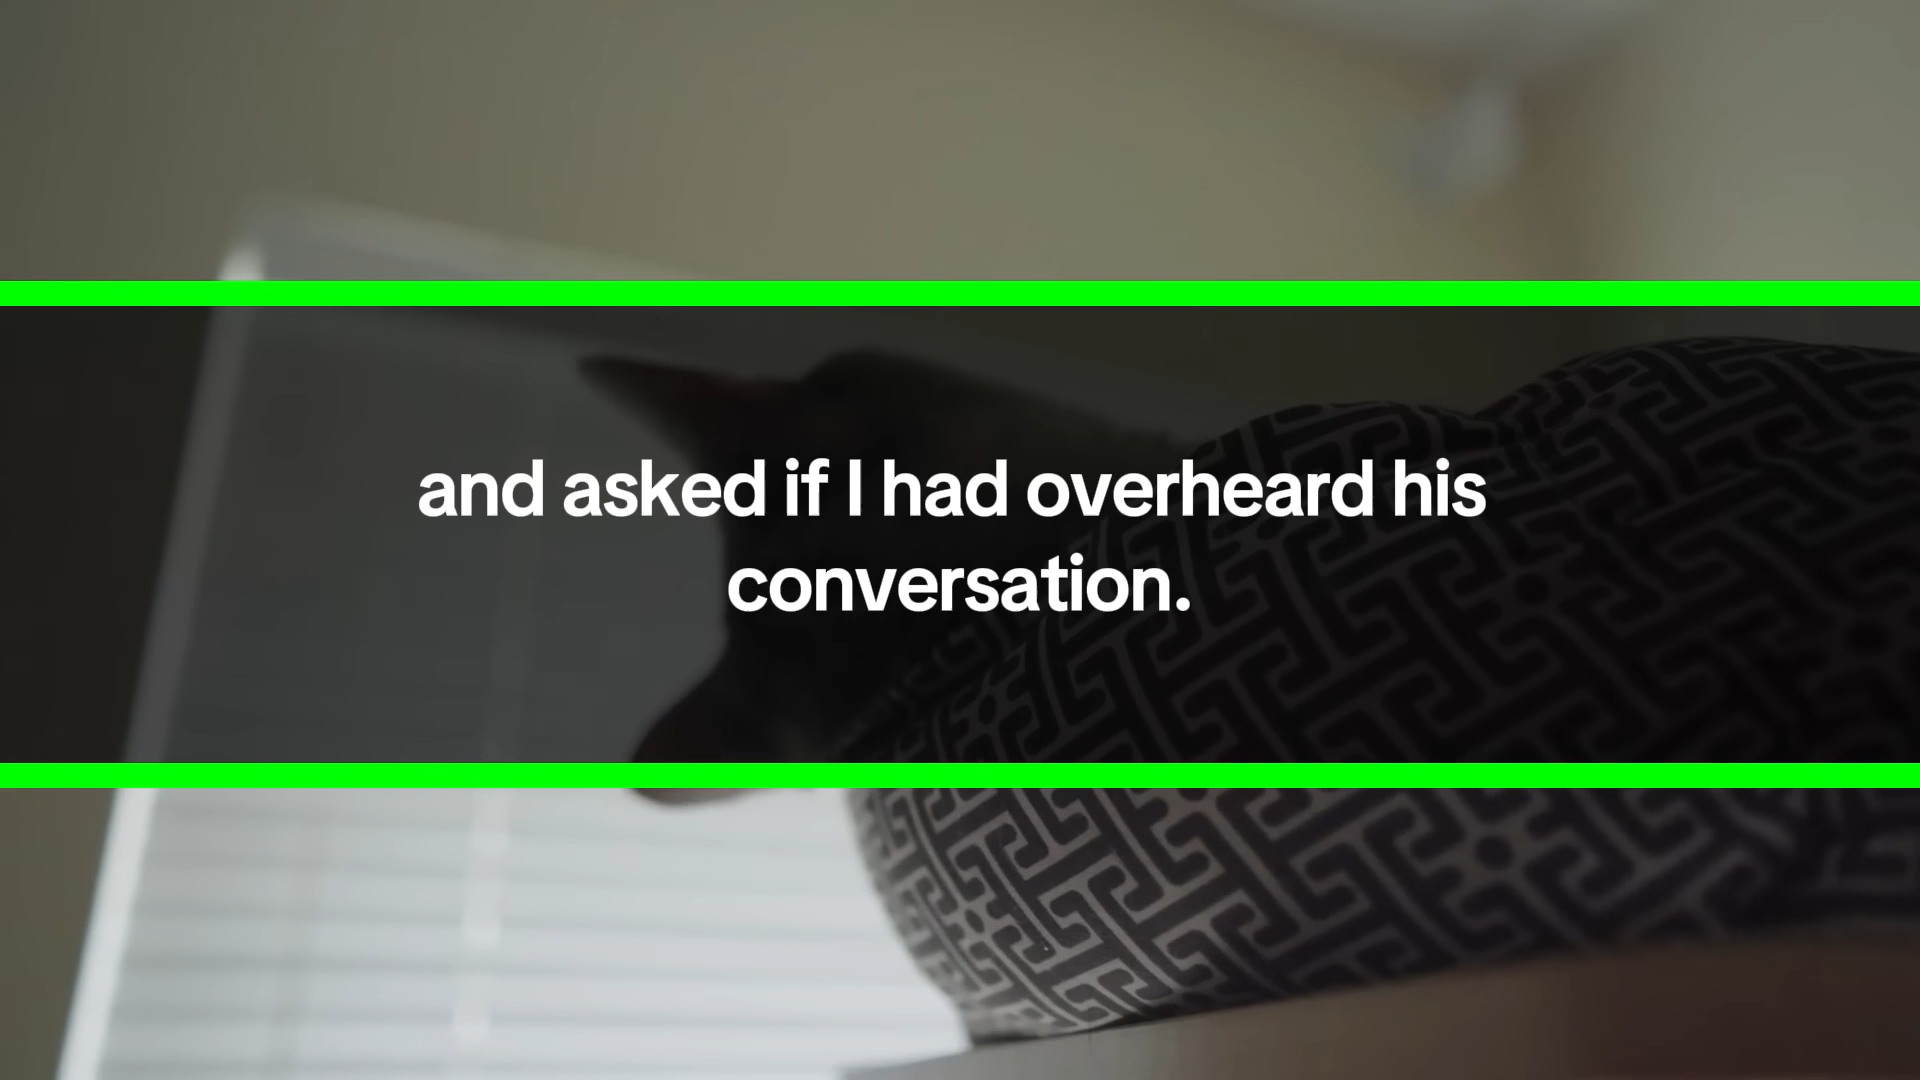 and asked if I had overheard his
conversation.